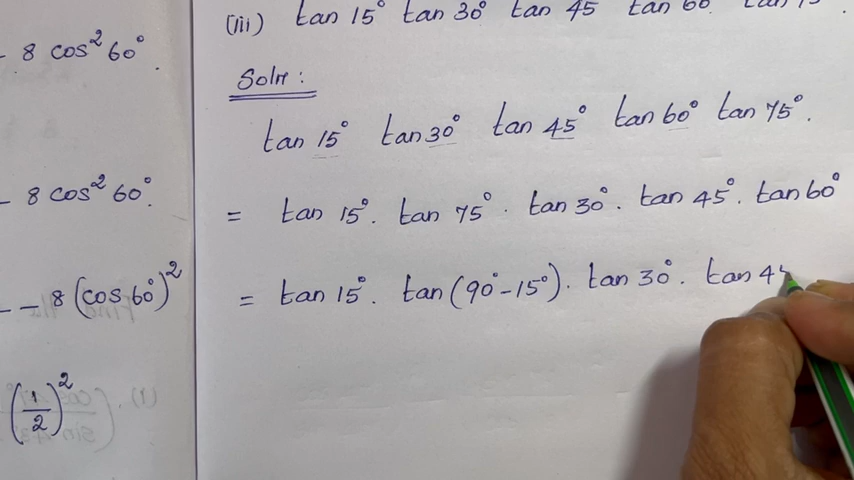 - 8 cos² 60°.
- 8 cos² 60°.
- - 8 (cos 60°)²
(1/2)²
(iii) tan 15° tan 30° tan 45 tan 60
Soln :
tan 15° tan 30° tan 45° tan 60° tan 75°.
= tan 15°. tan 75°. tan 30°. tan 45°. tan 60°
= tan 15°. tan (90° - 15°). tan 30°. tan 4